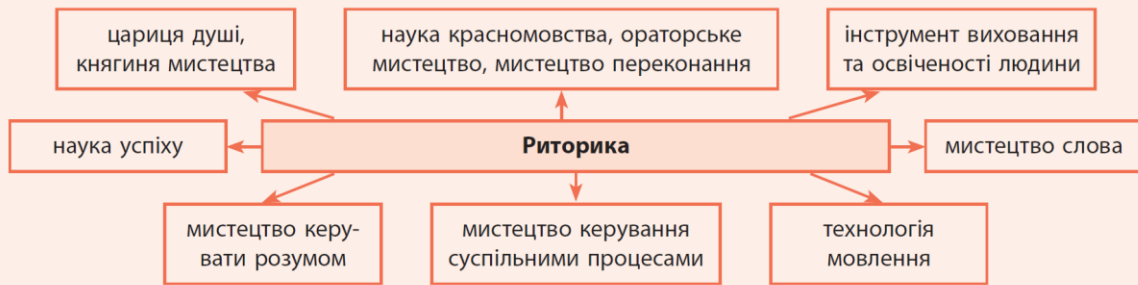 цариця душі,
княгиня мистецтва
наука красномовства, ораторське
мистецтво, мистецтво переконання
інструмент виховання
та освіченості людини
наука успіху
Риторика
мистецтво слова
мистецтво керу-
вати розумом
мистецтво керування
суспільними процесами
технологія
мовлення